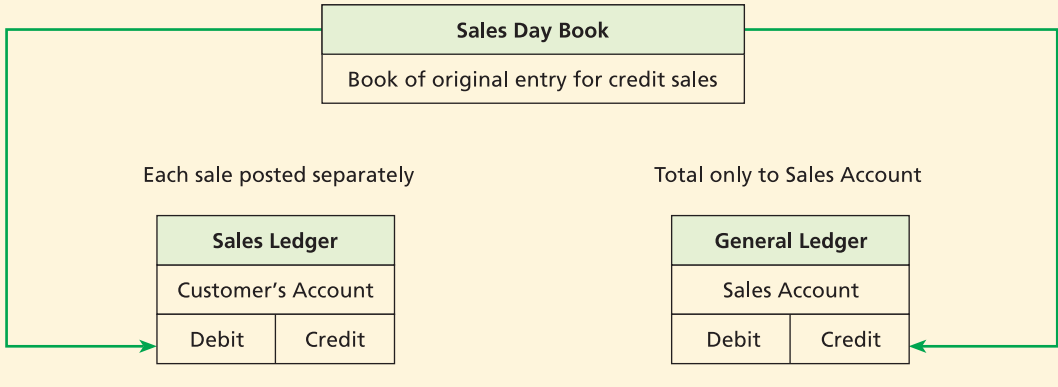 Sales Day Book
Book of original entry for credit sales
Each sale posted separately
Total only to Sales Account
Sales Ledger
Customer’s Account
Debit
Credit
General Ledger
Sales Account
Debit
Credit